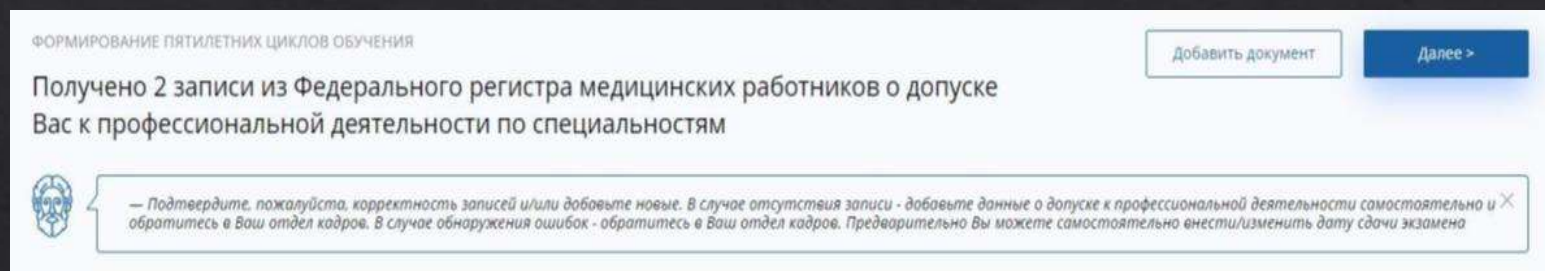 ФОРМИРОВАНИЕ ПЯТИЛЕТНИХ ЦИКЛОВ ОБУЧЕНИЯ
Добавить документ
Далее >
Получено 2 записи из Федерального регистра медицинских работников о допуске
Вас к профессиональной деятельности по специальностям
— Подтвердите, пожалуйста, корректность записей и/или добавьте новые. В случае отсутствия записи - добавьте данные о допуске к профессиональной деятельности самостоятельно и
обратитесь в Ваш отдел кадров. В случае обнаружения ошибок - обратитесь в Ваш отдел кадров. Предварительно Вы можете самостоятельно внести/изменить дату сдачи экзамена